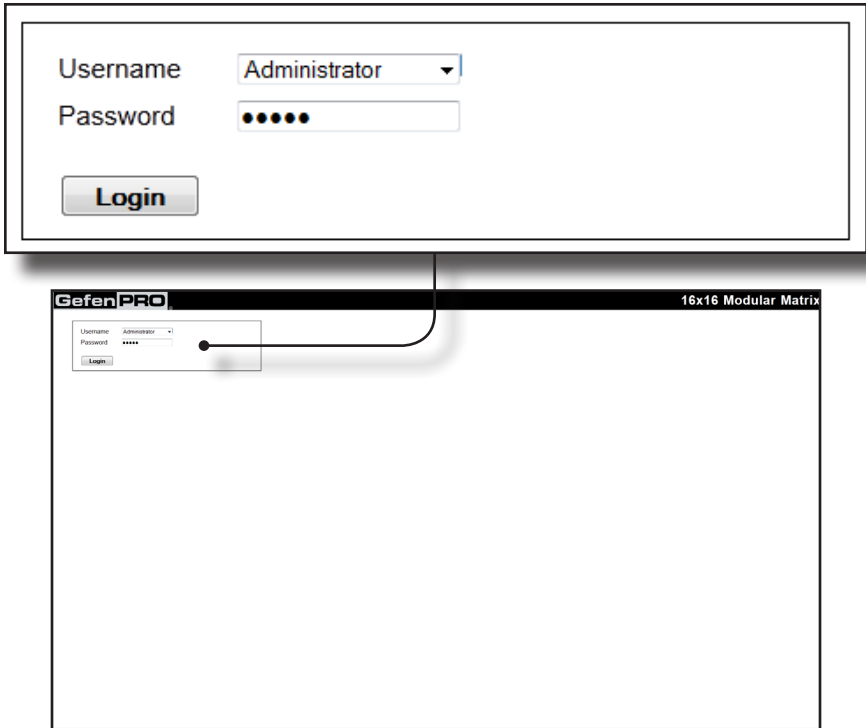 Username Administrator
Password •••••
Login
GefenPRO® 16x16 Modular Matrix
Username Administrator
Password •••••
Login